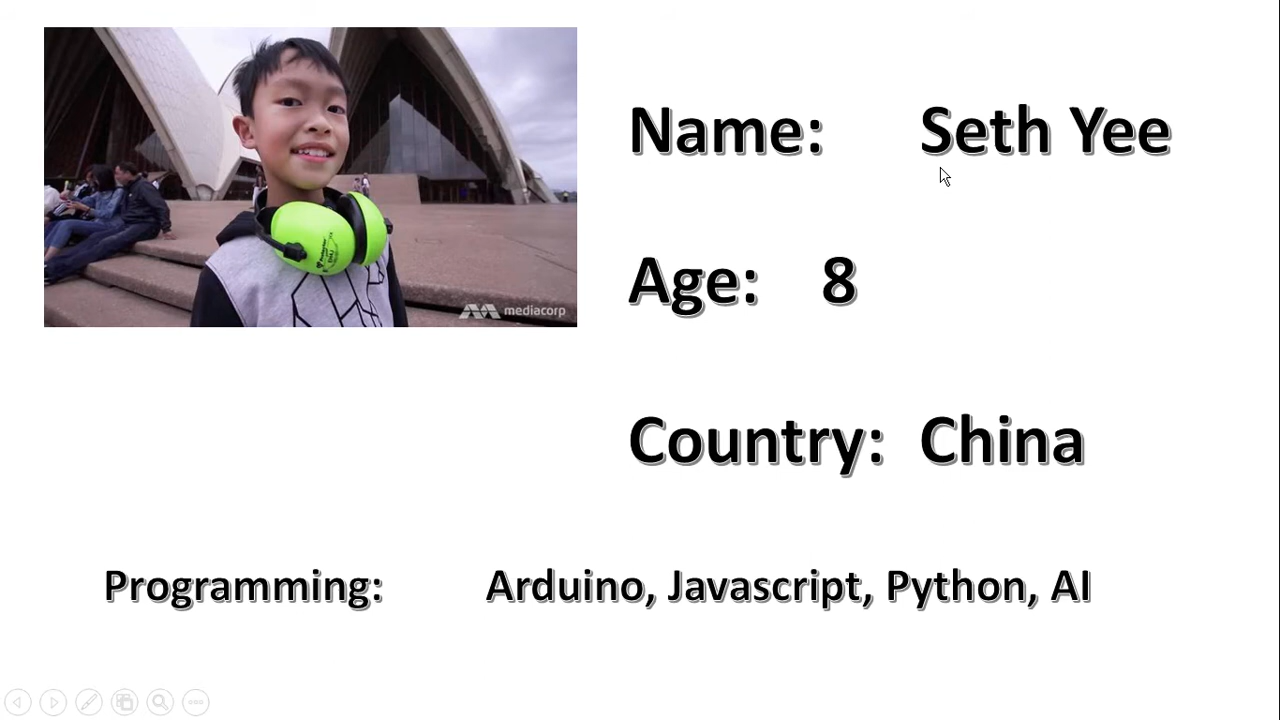 Name: Seth Yee
Age: 8
mediacorp
Country: China
Programming: Arduino, Javascript, Python, AI